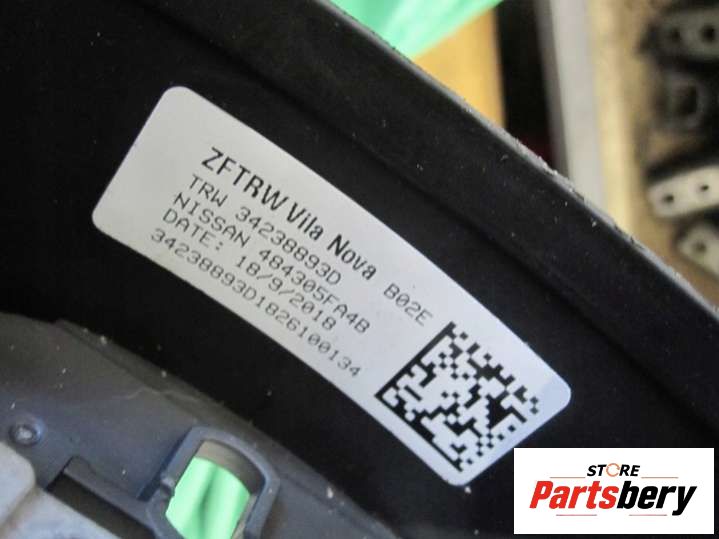 ZFTRW Vila Nova
TRW 34238893D B02E
NISSAN 484305FA4B
DATE: 18/9/2018
34238893D1826100134
STORE
Partsbery